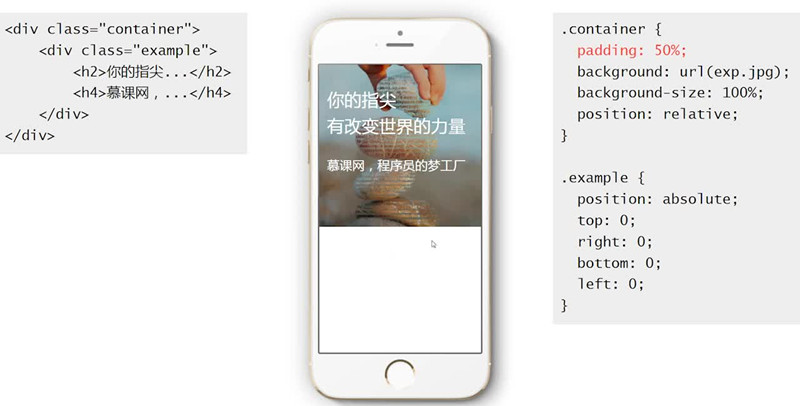 <div class="container">
    <div class="example">
        <h2>你的指尖...</h2>
        <h4>慕课网，...</h4>
    </div>
</div>
你的指尖
有改变世界的力量
慕课网，程序员的梦工厂
.container {
  padding: 50%;
  background: url(exp.jpg);
  background-size: 100%;
  position: relative;
}
.example {
  position: absolute;
  top: 0;
  right: 0;
  bottom: 0;
  left: 0;
}